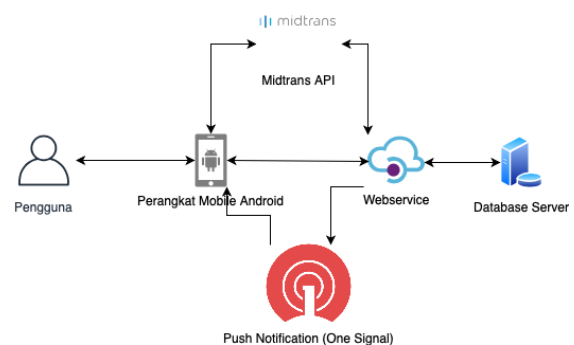 midtrans
Midtrans API
Pengguna
Perangkat Mobile Android
Webservice
Database Server
Push Notification (One Signal)